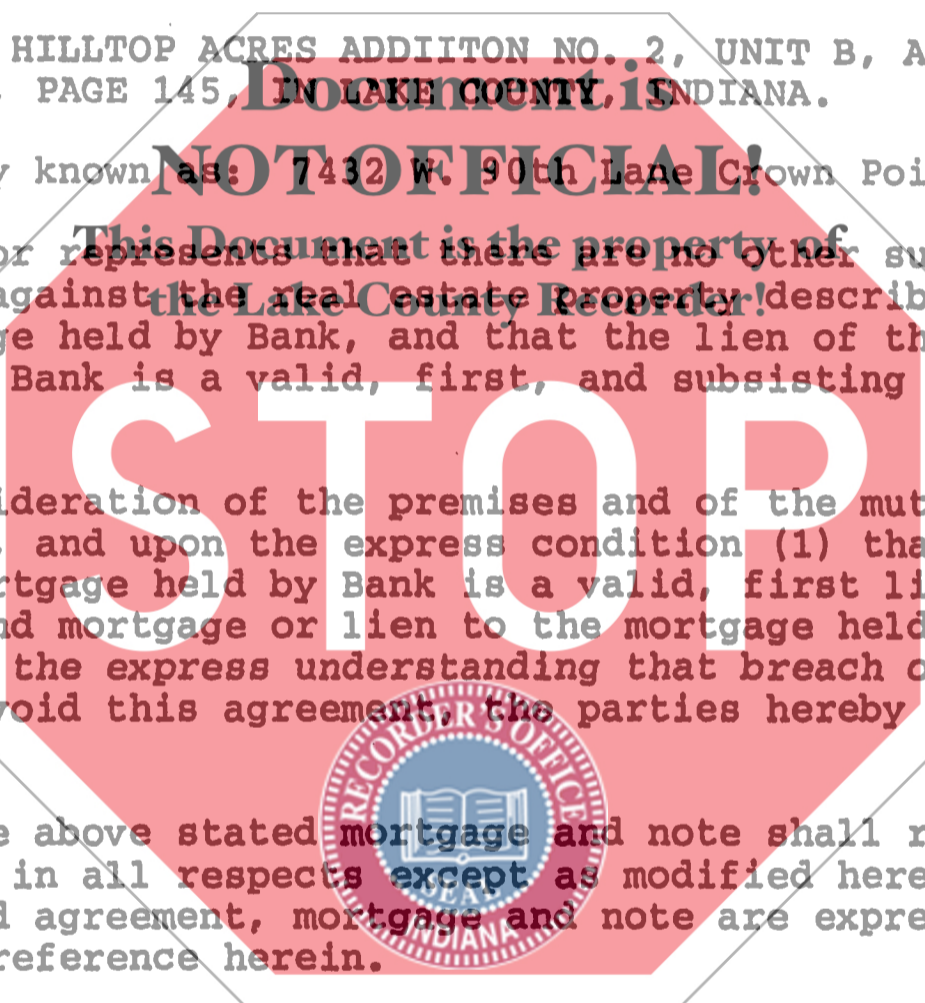 HILLTOP ACRES ADDIITON NO. 2, UNIT B, A
PAGE 145, IN LAKE COUNTY, INDIANA.
Document is
known as: 7432 W. 90th Lane Crown Poi
NOT OFFICIAL!
or represents that there are no other su
This Document is the property of
against the real estate property describ
the Lake County Recorder!
ge held by Bank, and that the lien of th
Bank is a valid, first, and subsisting
STOP
ideration of the premises and of the mut
and upon the express condition (1) tha
rtgage held by Bank is a valid, first li
nd mortgage or lien to the mortgage held
the express understanding that breach o
void this agreement, the parties hereby
RECORDER'S OFFICE
SEAL
INDIANA
e above stated mortgage and note shall r
in all respects except as modified here
d agreement, mortgage and note are expre
reference herein.